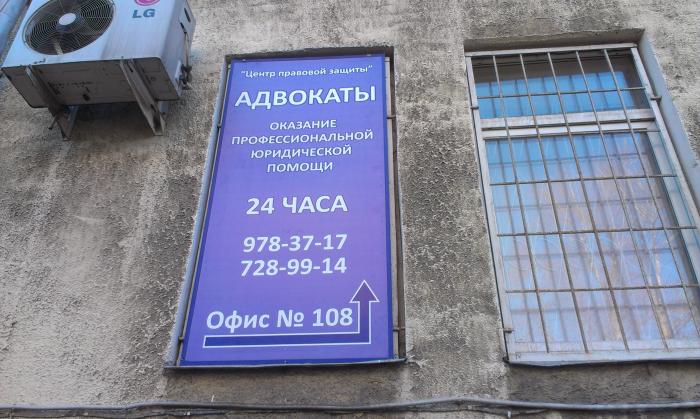 LG
"Центр правовой защиты"
АДВОКАТЫ
ОКАЗАНИЕ
ПРОФЕССИОНАЛЬНОЙ
ЮРИДИЧЕСКОЙ
ПОМОЩИ
24 ЧАСА
978-37-17
728-99-14
Офис № 108